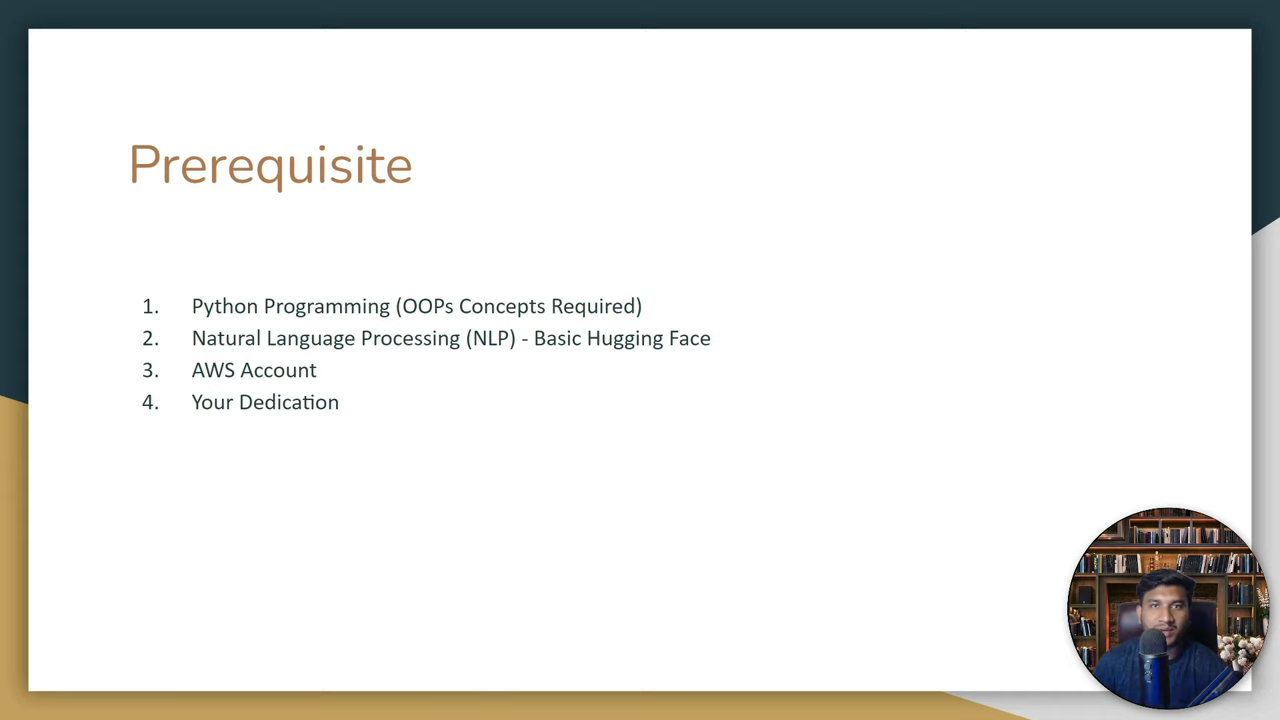 Prerequisite
1. Python Programming (OOPs Concepts Required)
2. Natural Language Processing (NLP) - Basic Hugging Face
3. AWS Account
4. Your Dedication